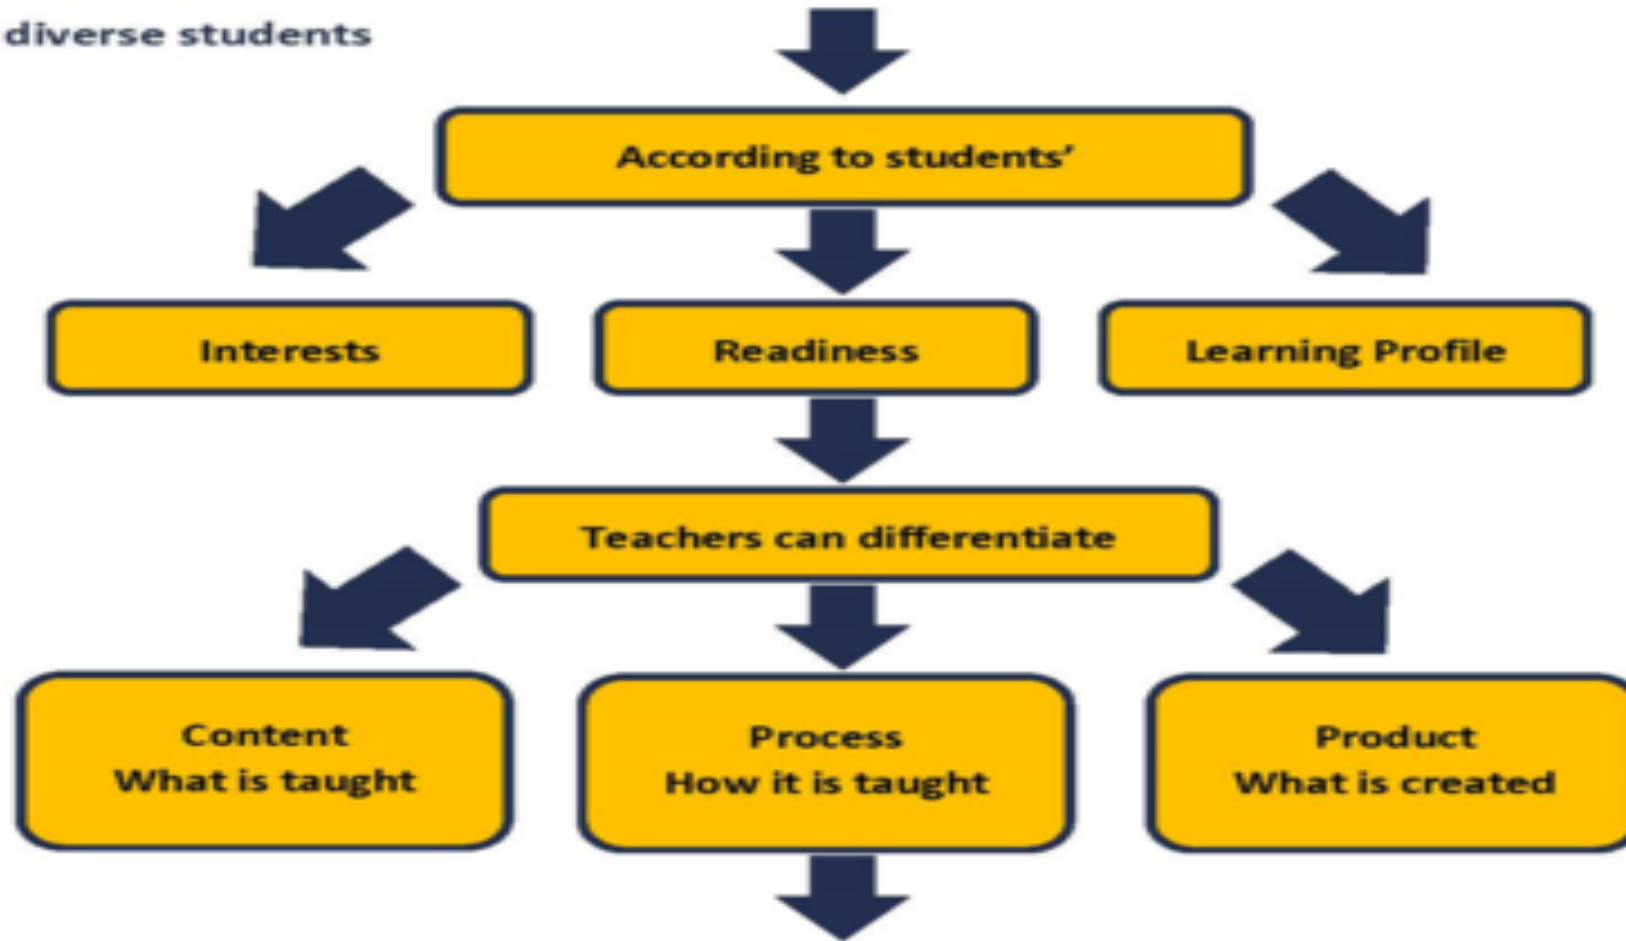 diverse students
According to students’
Interests
Readiness
Learning Profile
Teachers can differentiate
Content
What is taught
Process
How it is taught
Product
What is created